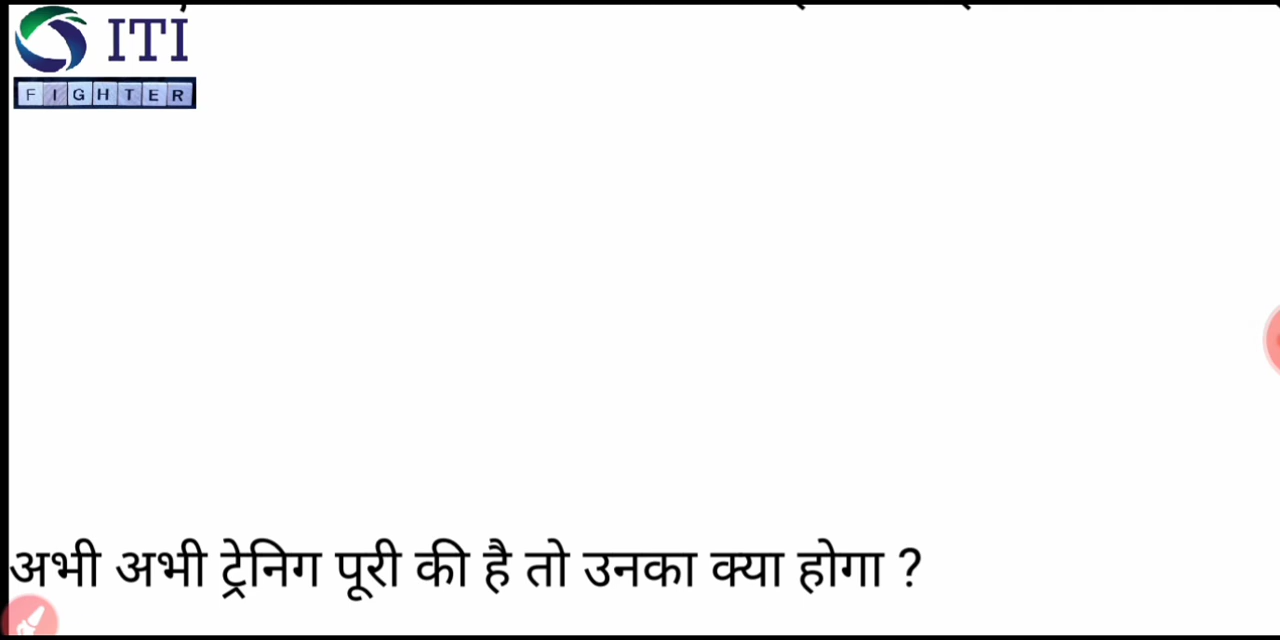 ITI
FIGHTER
अभी अभी ट्रेनिग पूरी की है तो उनका क्या होगा ?